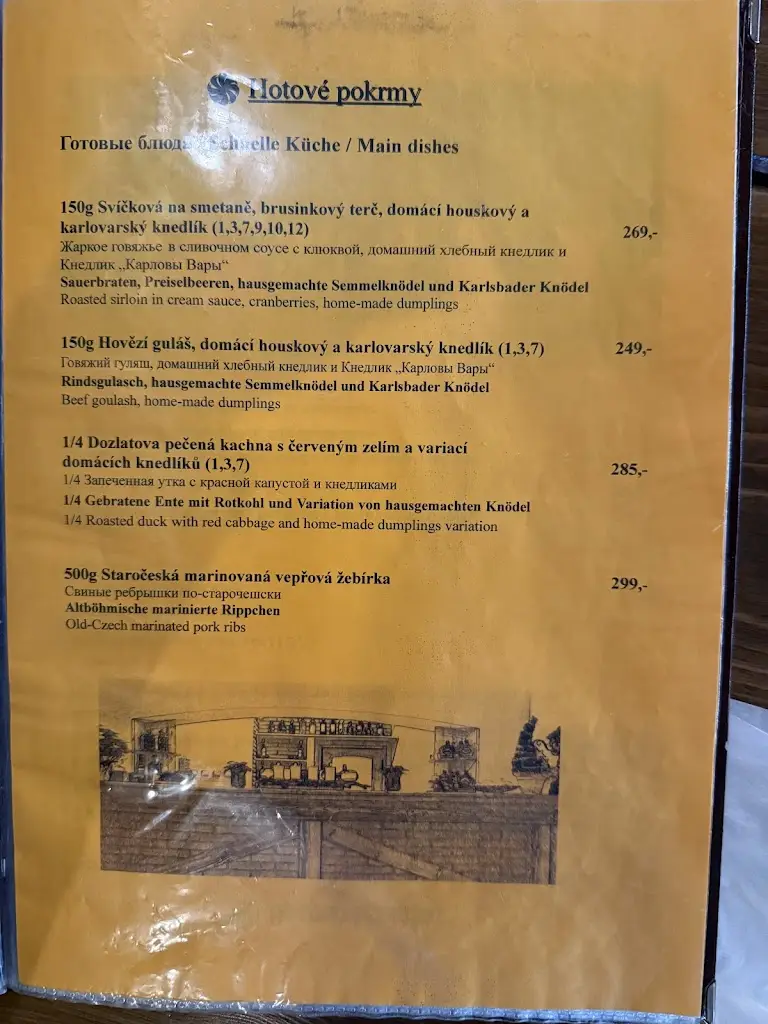 Hotové pokrmy
Готовые блюда / Schnelle Küche / Main dishes
150g Svíčková na smetaně, brusinkový terč, domácí houskový a
karlovarský knedlík (1,3,7,9,10,12)
269,-
Жаркое говяжье в сливочном соусе с клюквой, домашний хлебный кнедлик и
Кнедлик „Карловы Вары“
Sauerbraten, Preiselbeeren, hausgemachte Semmelknödel und Karlsbader Knödel
Roasted sirloin in cream sauce, cranberries, home-made dumplings
150g Hovězí guláš, domácí houskový a karlovarský knedlík (1,3,7)
249,-
Говяжий гуляш, домашний хлебный кнедлик и Кнедлик „Карловы Вары“
Rindsgulasch, hausgemachte Semmelknödel und Karlsbader Knödel
Beef goulash, home-made dumplings
1/4 Dozlatova pečená kachna s červeným zelím a variací
domácích knedlíků (1,3,7)
285,-
1/4 Запеченная утка с красной капустой и кнедликами
1/4 Gebratene Ente mit Rotkohl und Variation von hausgemachten Knödel
1/4 Roasted duck with red cabbage and home-made dumplings variation
500g Staročeská marinovaná vepřová žebírka
299,-
Свиные ребрышки по-старочешски
Altböhmische marinierte Rippchen
Old-Czech marinated pork ribs